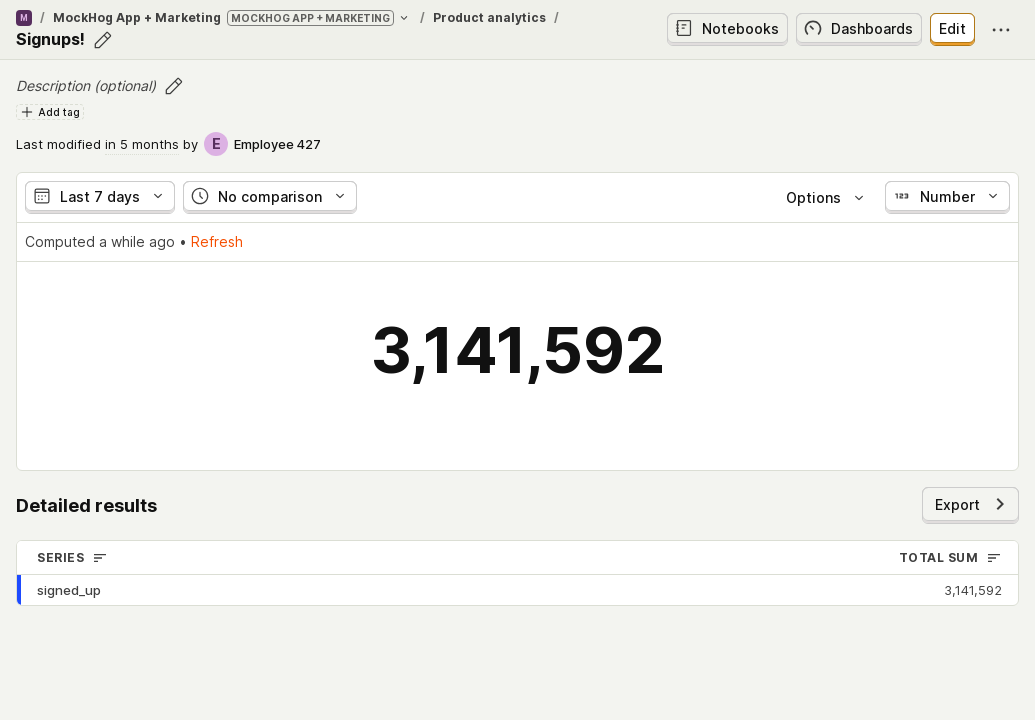 M / MockHog App + Marketing MOCKHOG APP + MARKETING / Product analytics /
Signups!
Notebooks Dashboards Edit
Description (optional)
Add tag
Last modified in 5 months by E Employee 427
Last 7 days No comparison Options 123 Number
Computed a while ago • Refresh
3,141,592
Detailed results Export
SERIES TOTAL SUM
signed_up 3,141,592